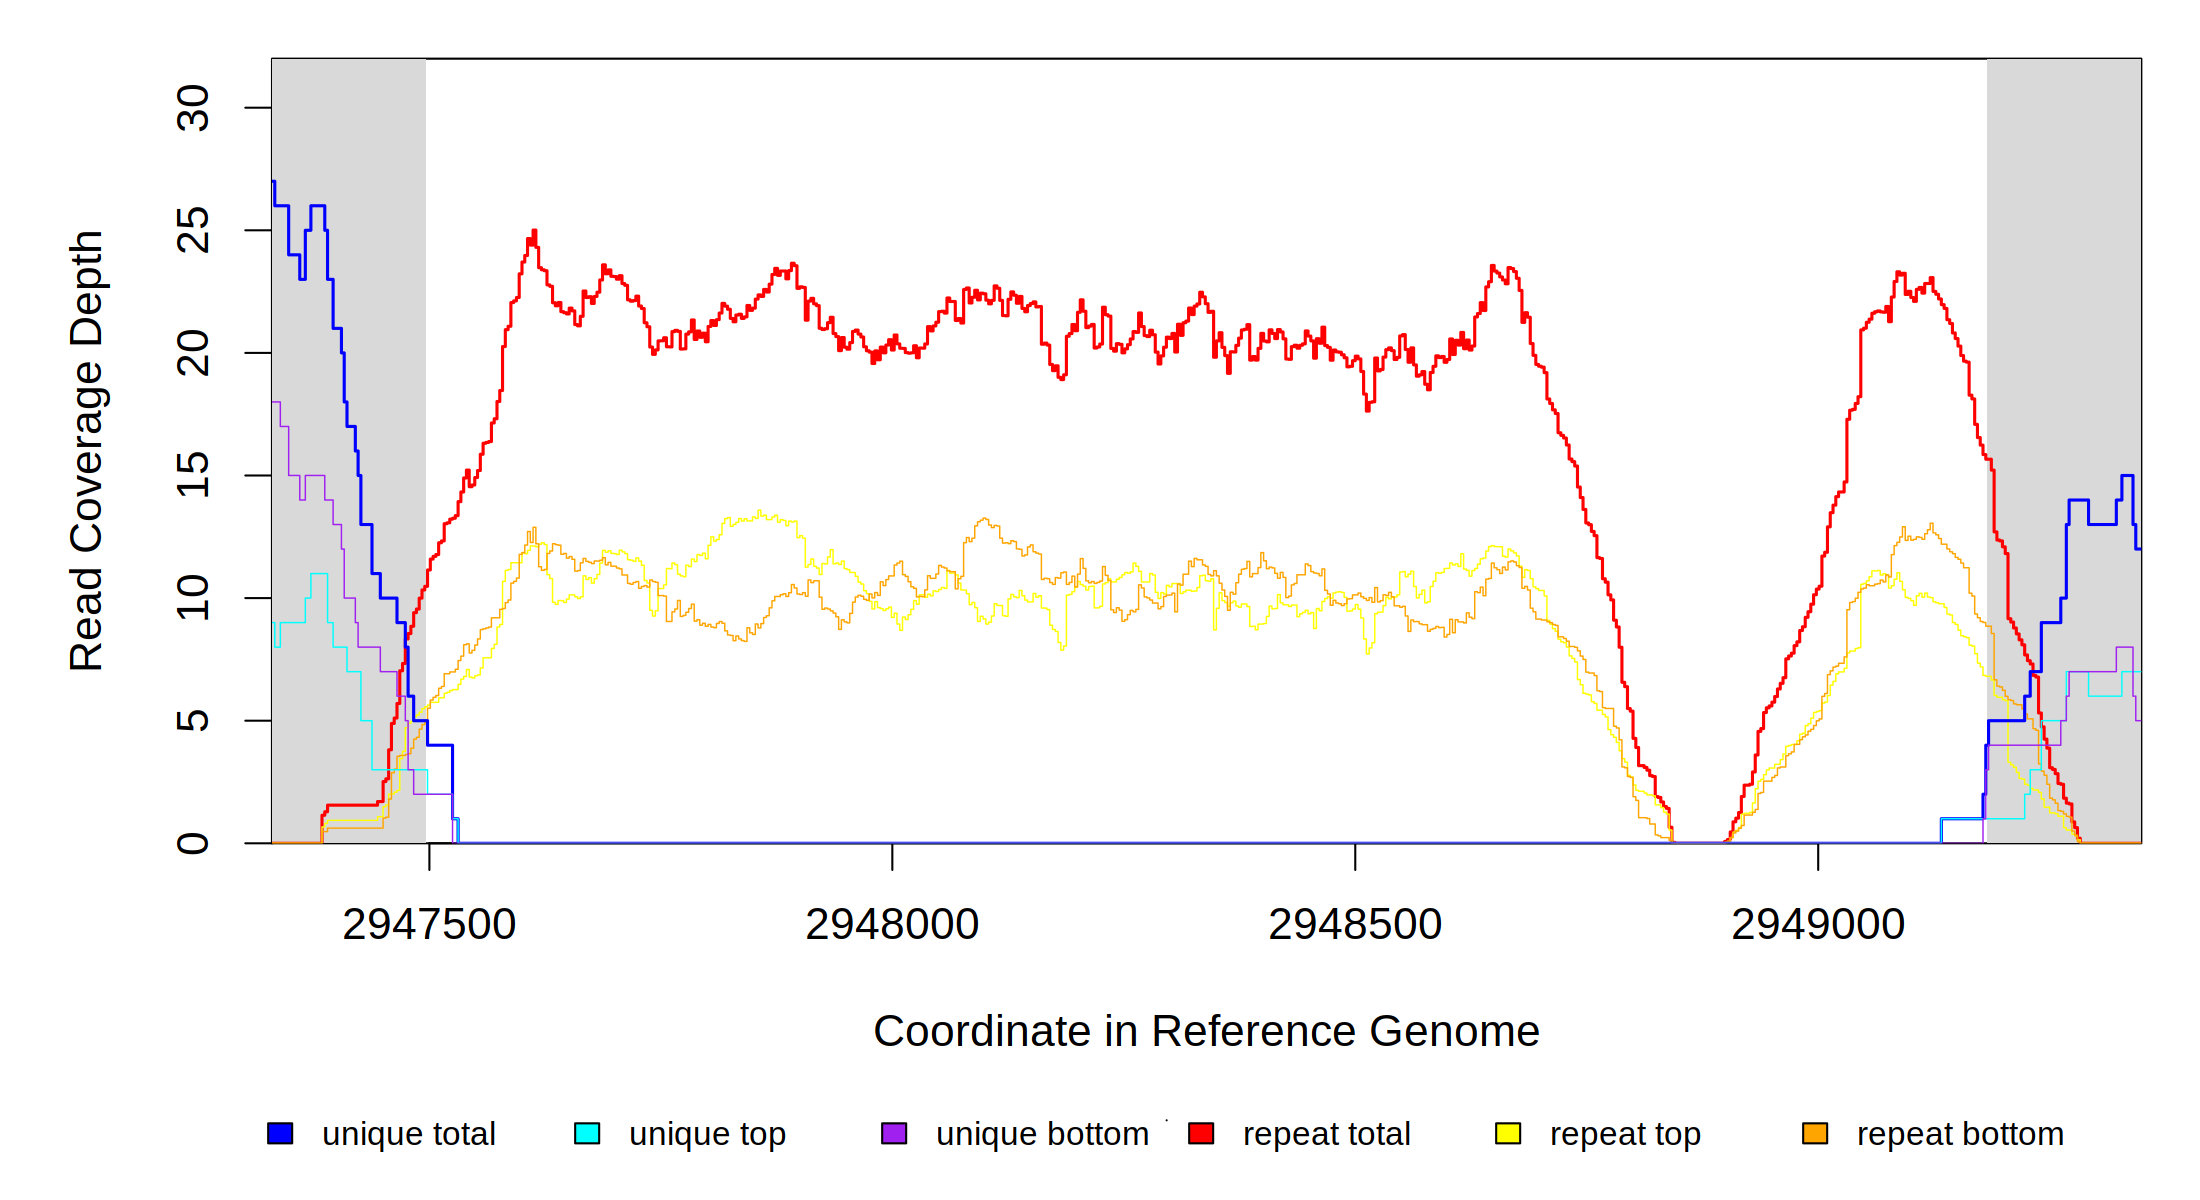 30
25
20
15
10
5
0
Read Coverage Depth
2947500 2948000 2948500 2949000
Coordinate in Reference Genome
unique total unique top unique bottom repeat total repeat top repeat bottom